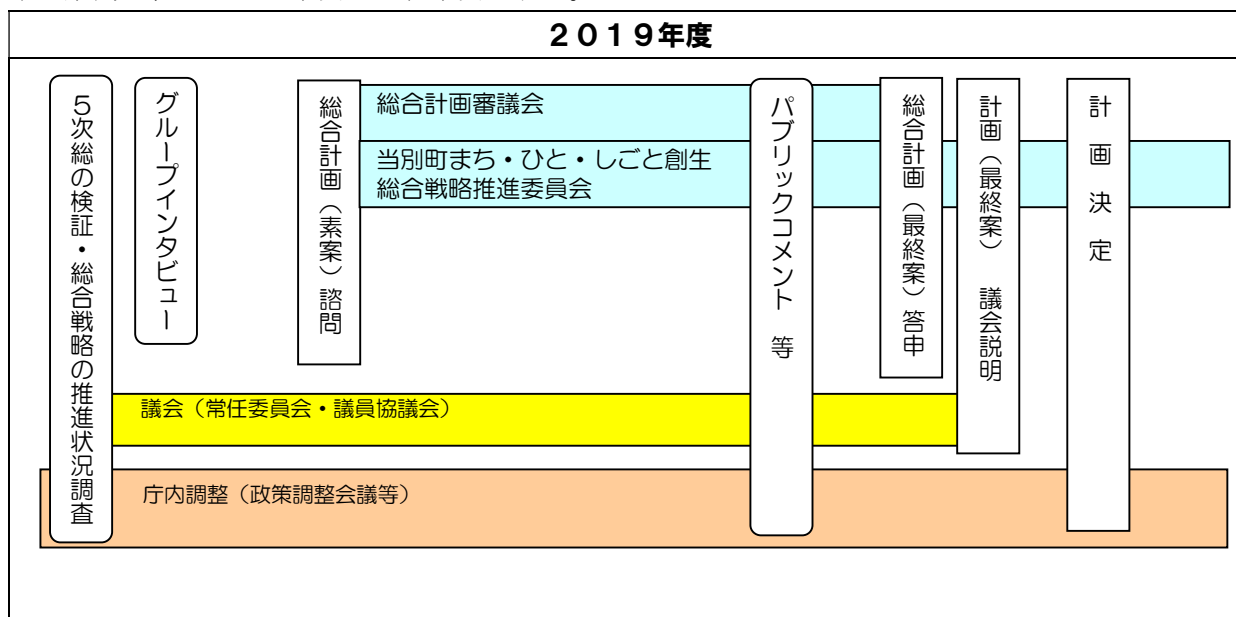 ２０１９年度
５次総の検証・総合戦略の推進状況調査
グループインタビュー
総合計画（素案）諮問
総合計画審議会
当別町まち・ひと・しごと創生
総合戦略推進委員会
パブリックコメント 等
総合計画（最終案）答申
計画（最終案） 議会説明
計画決定
議会（常任委員会・議員協議会）
庁内調整（政策調整会議等）